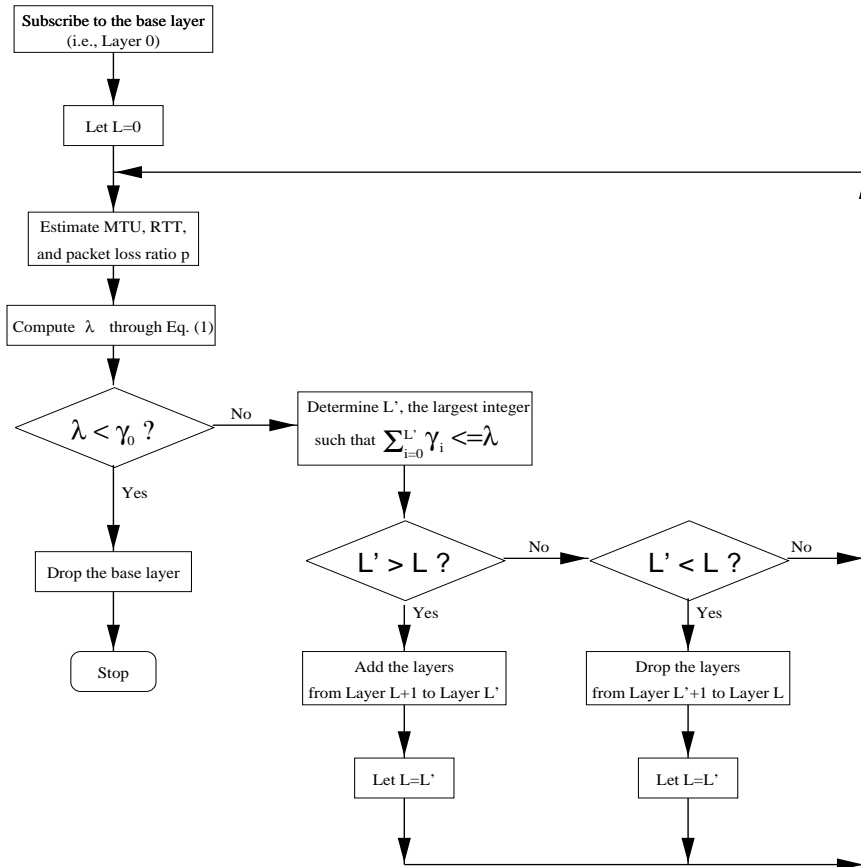 Subscribe to the base layer
(i.e., Layer 0)
Let L=0
Estimate MTU, RTT,
and packet loss ratio p
Compute λ through Eq. (1)
λ < γ₀ ?
No
Yes
Drop the base layer
Stop
Determine L’, the largest integer
such that ∑_{i=0}^{L’} γ_i <=λ
L’ > L ?
No
Yes
Add the layers
from Layer L+1 to Layer L’
Let L=L’
L’ < L ?
No
Yes
Drop the layers
from Layer L’+1 to Layer L
Let L=L’